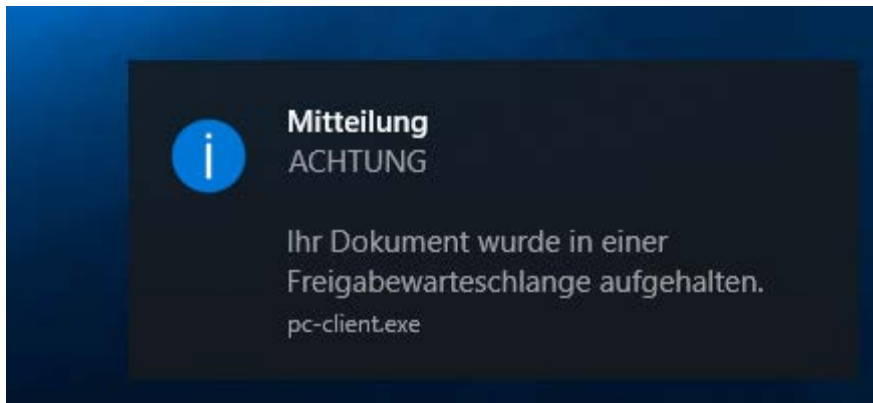 Mitteilung
ACHTUNG
Ihr Dokument wurde in einer
Freigabewarteschlange aufgehalten.
pc-client.exe